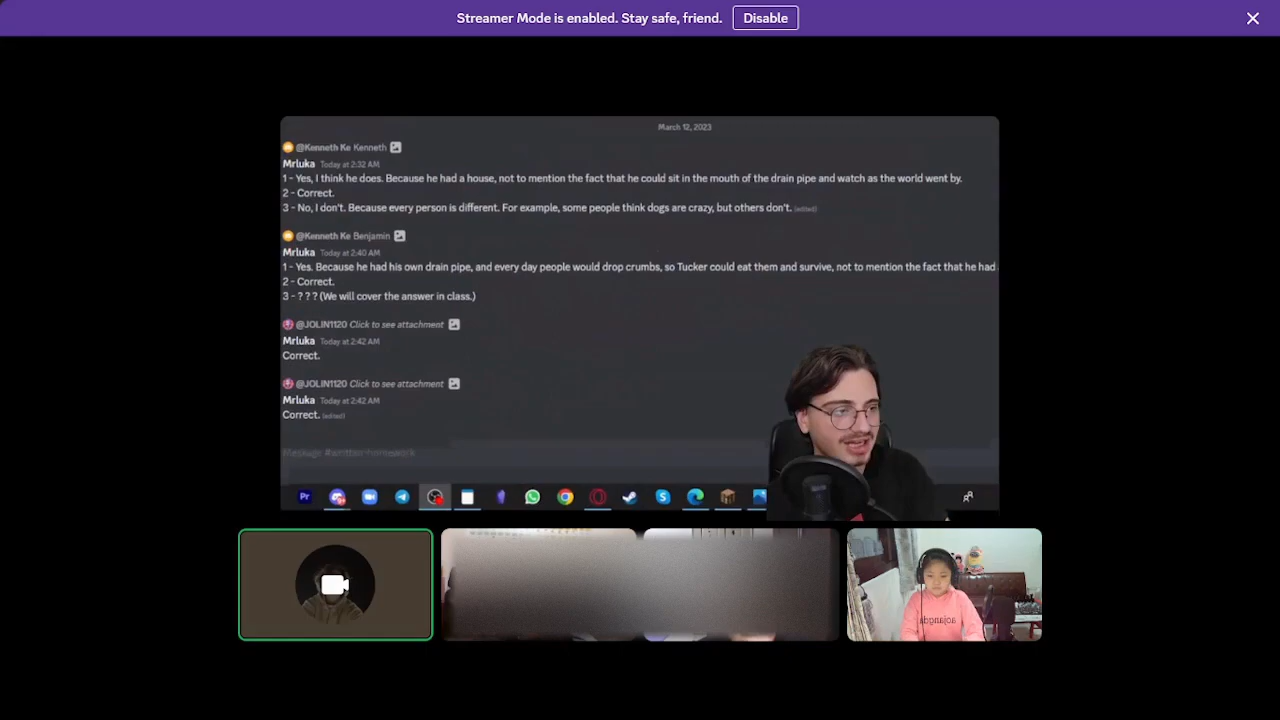 Streamer Mode is enabled. Stay safe, friend. Disable
March 12, 2023
@Kenneth Ke Kenneth
Mrluka Today at 2:32 AM
1 - Yes, I think he does. Because he had a house, not to mention the fact that he could sit in the mouth of the drain pipe and watch as the world went by.
2 - Correct.
3 - No, I don't. Because every person is different. For example, some people think dogs are crazy, but others don't. (edited)
@Kenneth Ke Benjamin
Mrluka Today at 2:40 AM
1 - Yes. Because he had his own drain pipe, and every day people would drop crumbs, so Tucker could eat them and survive, not to mention the fact that he had
2 - Correct.
3 - ? ? ? (We will cover the answer in class.)
@JOLIN1120 Click to see attachment
Mrluka Today at 2:42 AM
Correct.
@JOLIN1120 Click to see attachment
Mrluka Today at 2:42 AM
Correct. (edited)
Message #written-homework
Pr